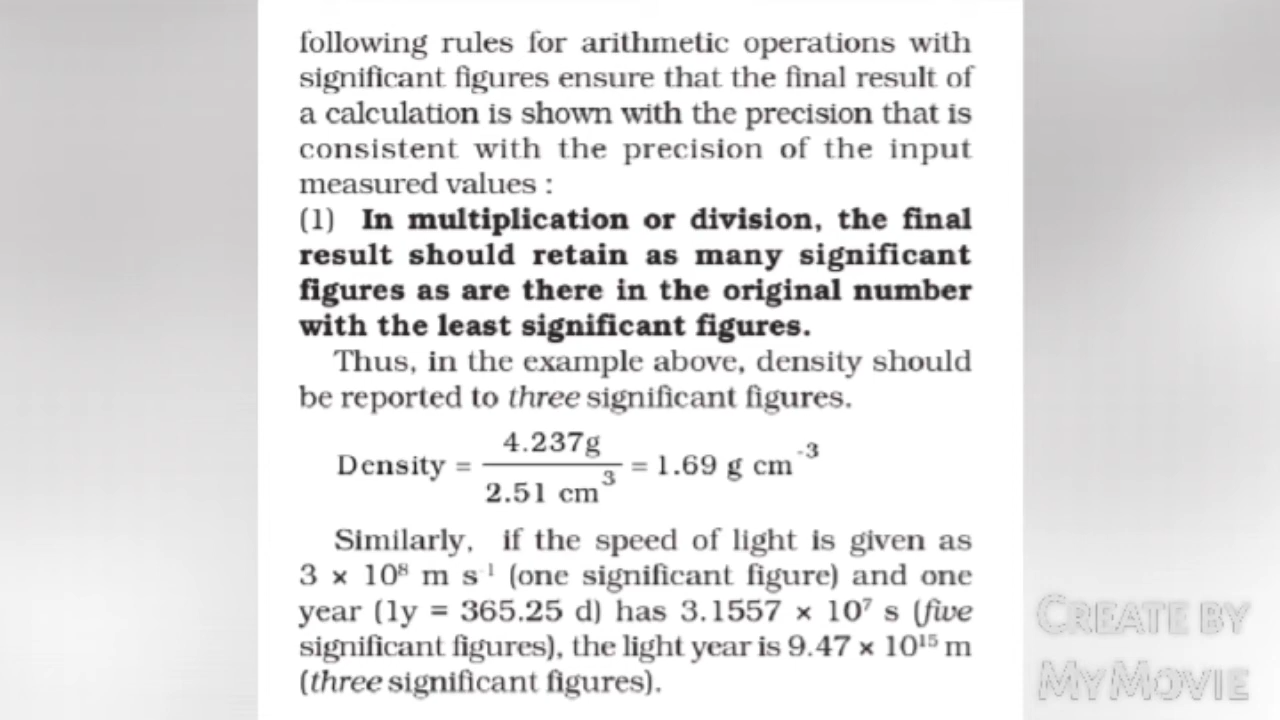 following rules for arithmetic operations with
significant figures ensure that the final result of
a calculation is shown with the precision that is
consistent with the precision of the input
measured values :
(1) In multiplication or division, the final
result should retain as many significant
figures as are there in the original number
with the least significant figures.
Thus, in the example above, density should
be reported to three significant figures.
Density = 4.237g / 2.51 cm³ = 1.69 g cm⁻³
Similarly, if the speed of light is given as
3 × 10⁸ m s⁻¹ (one significant figure) and one
year (1y = 365.25 d) has 3.1557 × 10⁷ s (five
significant figures), the light year is 9.47 × 10¹⁵ m
(three significant figures).
CREATE BY
MYMOVIE